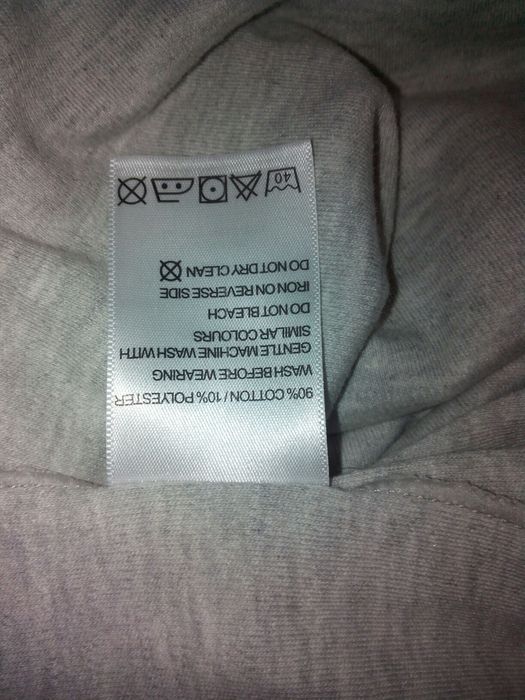 90% COTTON / 10% POLYESTER
WASH BEFORE WEARING
GENTLE MACHINE WASH WITH
SIMILAR COLOURS
DO NOT BLEACH
IRON ON REVERSE SIDE
DO NOT DRY CLEAN
40